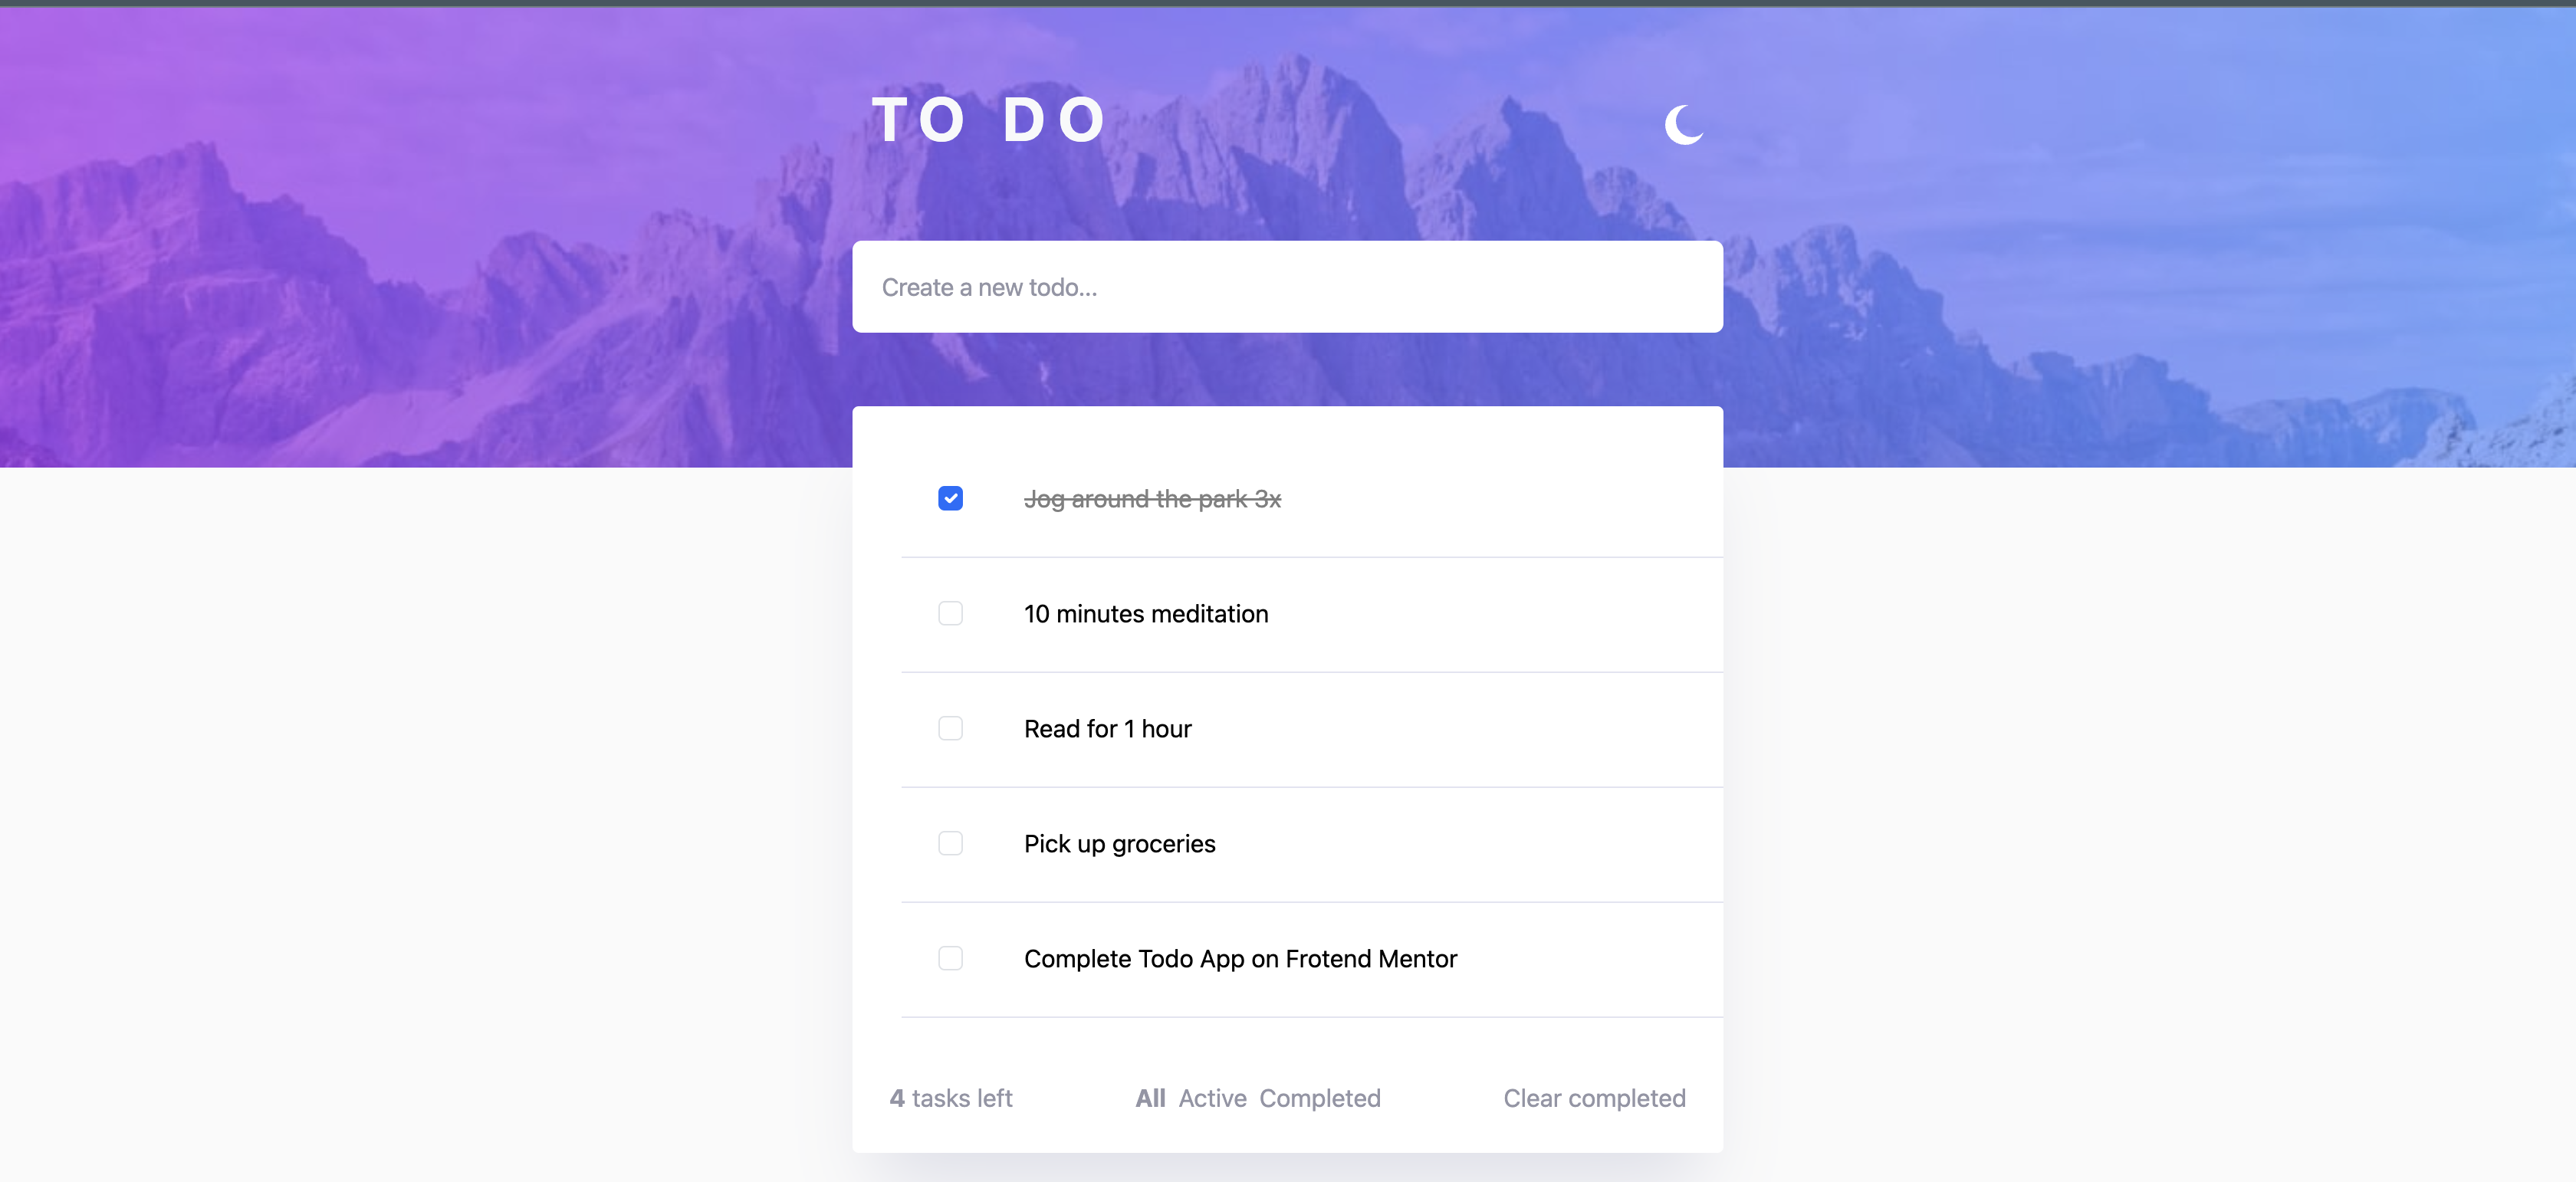 TO DO
Create a new todo...
Jog around the park 3x
10 minutes meditation
Read for 1 hour
Pick up groceries
Complete Todo App on Frotend Mentor
4 tasks left All Active Completed Clear completed